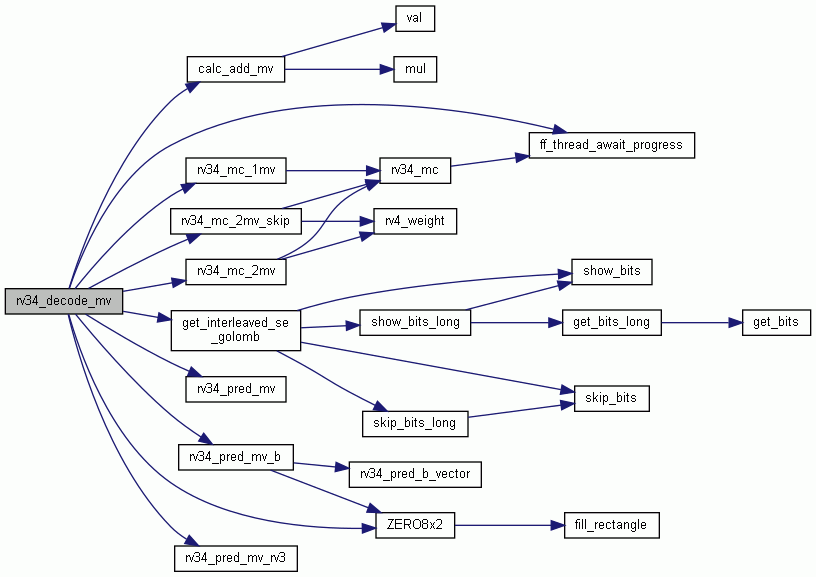 val
calc_add_mv
mul
ff_thread_await_progress
rv34_mc_1mv
rv34_mc
rv34_mc_2mv_skip
rv4_weight
rv34_mc_2mv
show_bits
rv34_decode_mv
get_interleaved_se
_golomb
show_bits_long
get_bits_long
get_bits
rv34_pred_mv
skip_bits
skip_bits_long
rv34_pred_mv_b
rv34_pred_b_vector
ZERO8x2
fill_rectangle
rv34_pred_mv_rv3